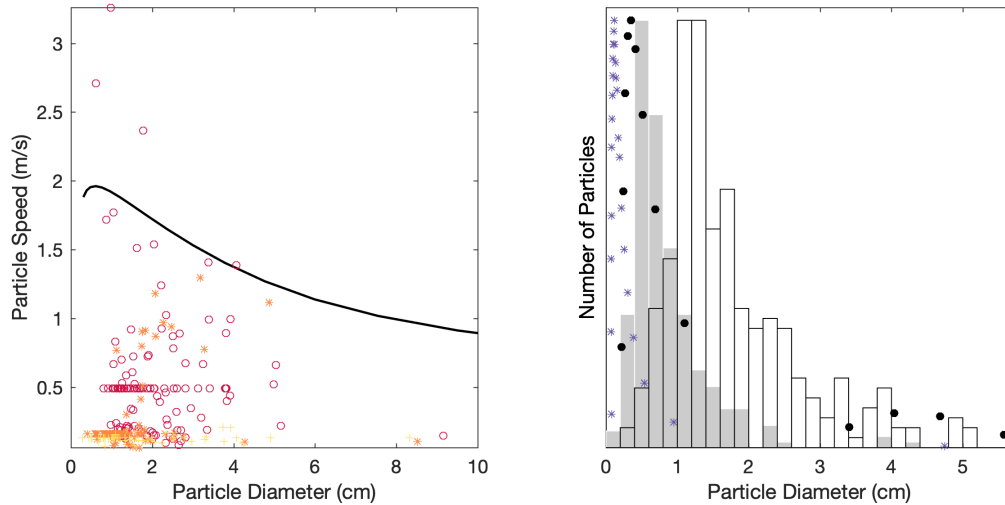 3
2.5
2
1.5
1
0.5
Particle Speed (m/s)
0 2 4 6 8 10
Particle Diameter (cm)
Number of Particles
0 1 2 3 4 5
Particle Diameter (cm)